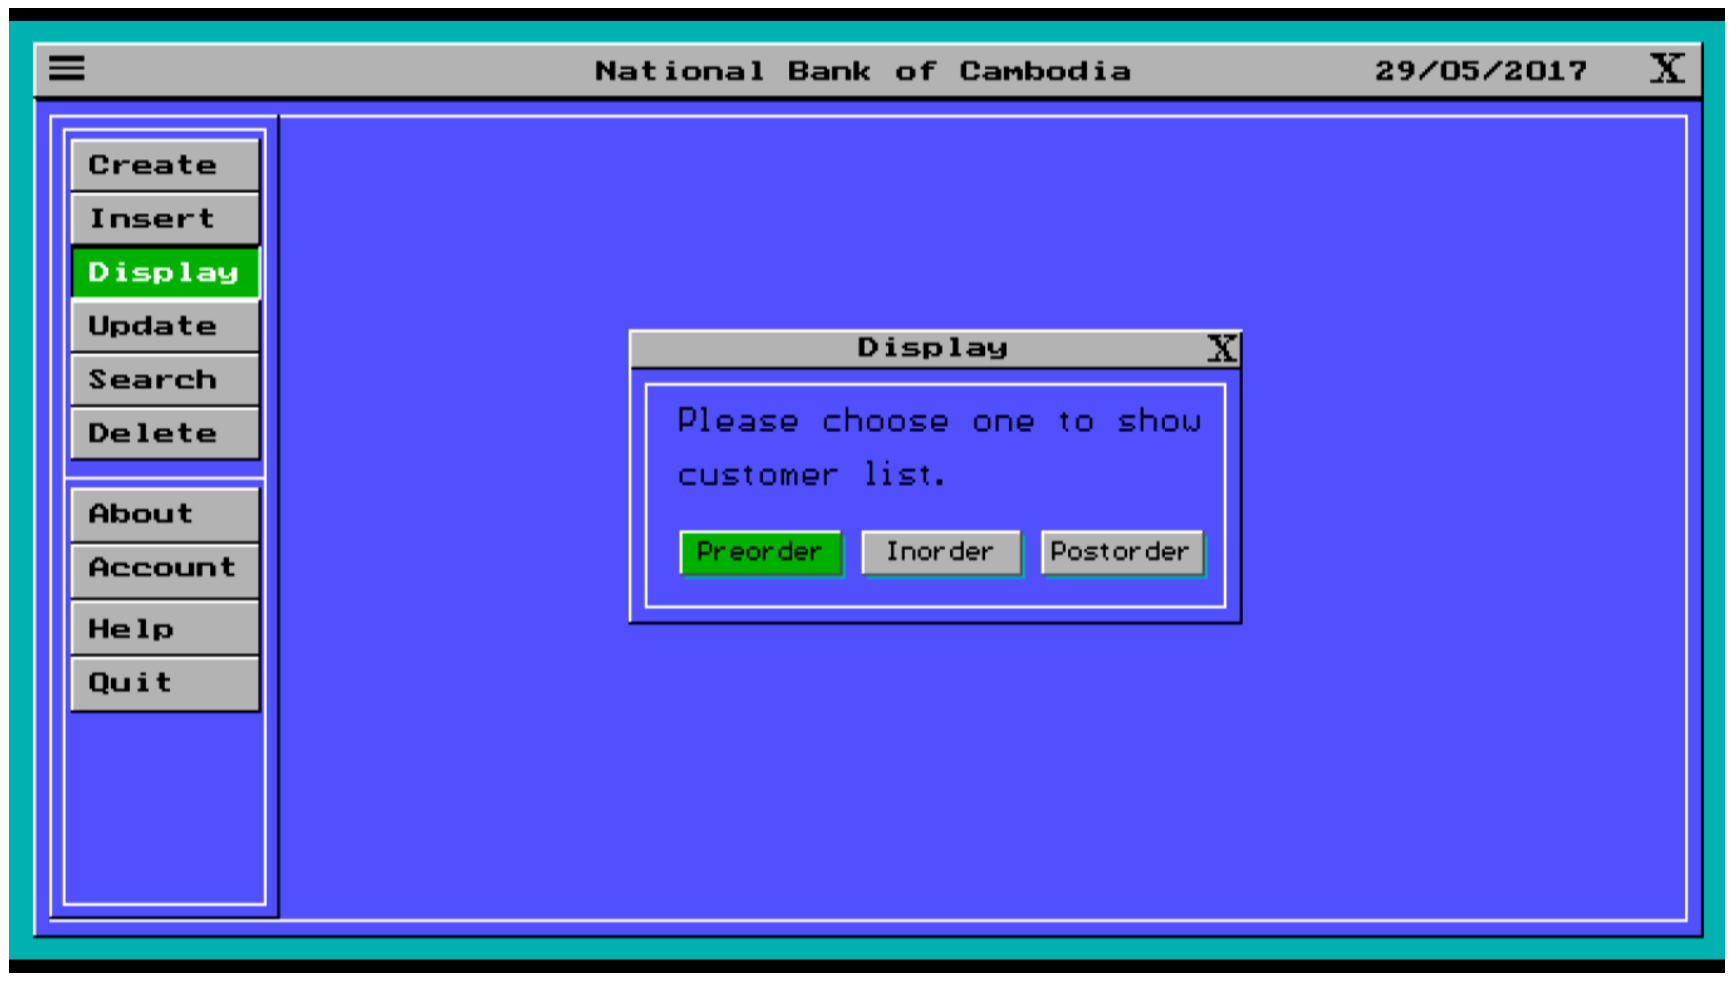 National Bank of Cambodia 29/05/2017 X
Create
Insert
Display
Update
Search
Delete
About
Account
Help
Quit
Display X
Please choose one to show
customer list.
Preorder Inorder Postorder